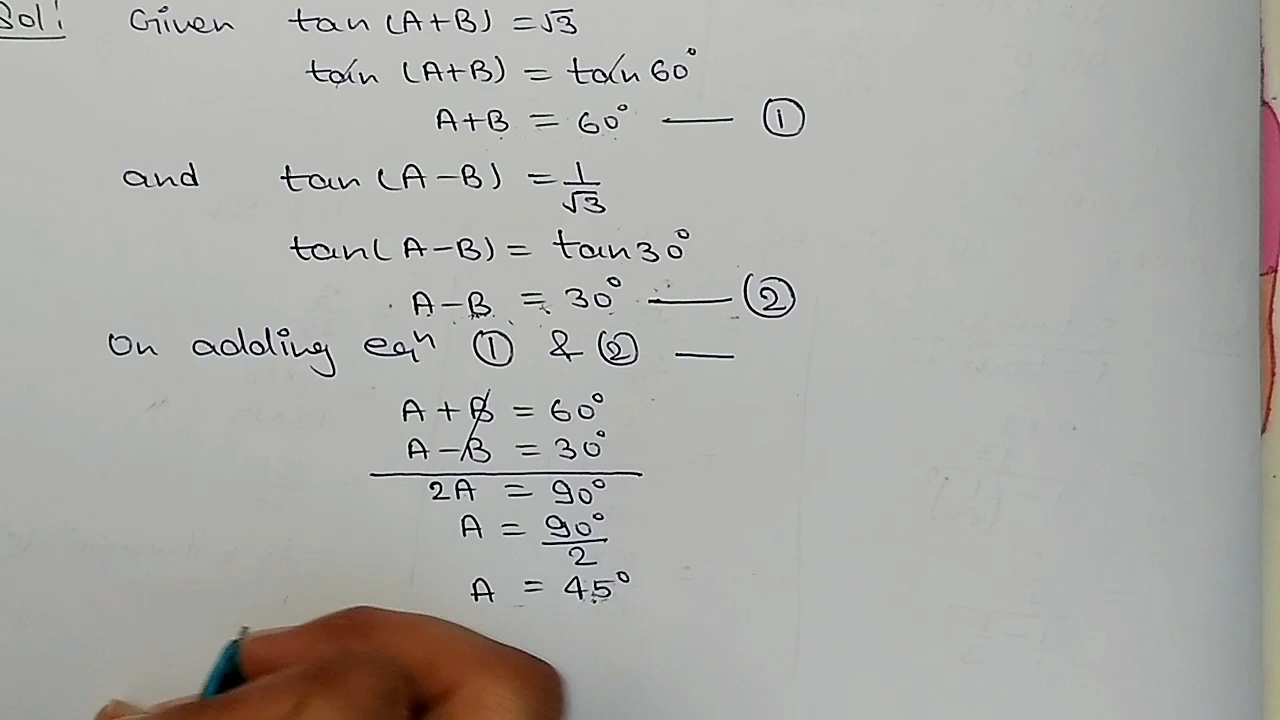 Sol:  Given  tan (A+B) = √3
tan (A+B) = tan 60°
A+B = 60° — ①
and  tan (A-B) = 1/√3
tan (A-B) = tan 30°
A-B = 30° — ②
On adding eqⁿ ① & ② —
A + B = 60°
A - B = 30°
2A = 90°
A = 90°/2
A = 45°